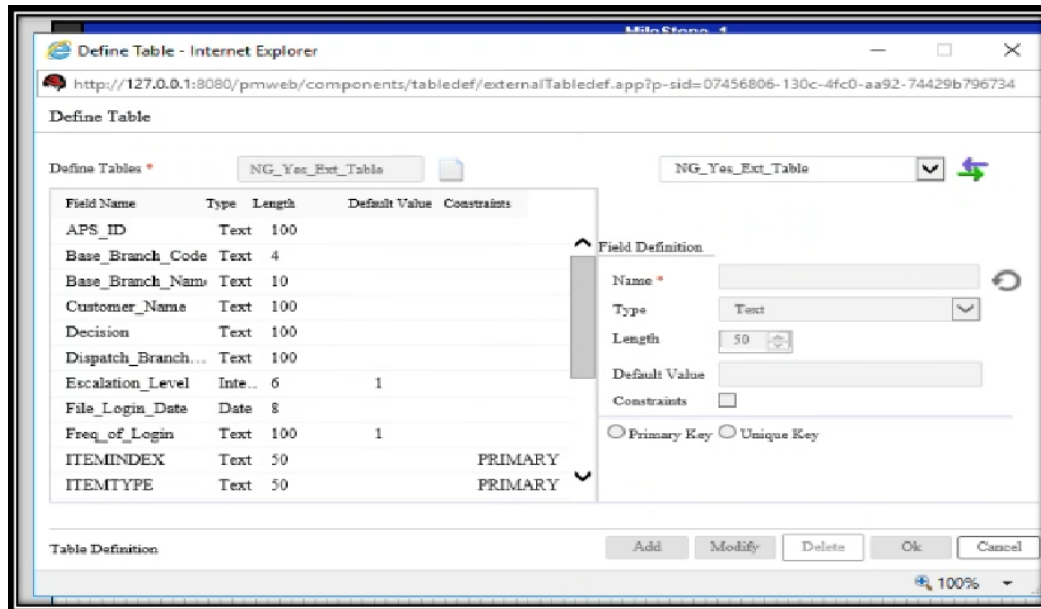 MileStone_1
Define Table - Internet Explorer
http://127.0.0.1:8080/pmweb/components/tabledef/externalTabledef.app?p-sid=07456806-130c-4fc0-aa92-74429b796734
Define Table
Define Tables * NG_Yes_Ext_Table NG_Yes_Ext_Table
Field Name Type Length Default Value Constraints
APS_ID Text 100
Base_Branch_Code Text 4
Base_Branch_Nam Text 10
Customer_Name Text 100
Decision Text 100
Dispatch_Branch... Text 100
Escalation_Level Inte... 6 1
File_Login_Date Date 8
Freq_of_Login Text 100 1
ITEMINDEX Text 50 PRIMARY
ITEMTYPE Text 50 PRIMARY
Field Definition
Name *
Type Text
Length 50
Default Value
Constraints
Primary Key Unique Key
Table Definition Add Modify Delete Ok Cancel
100%